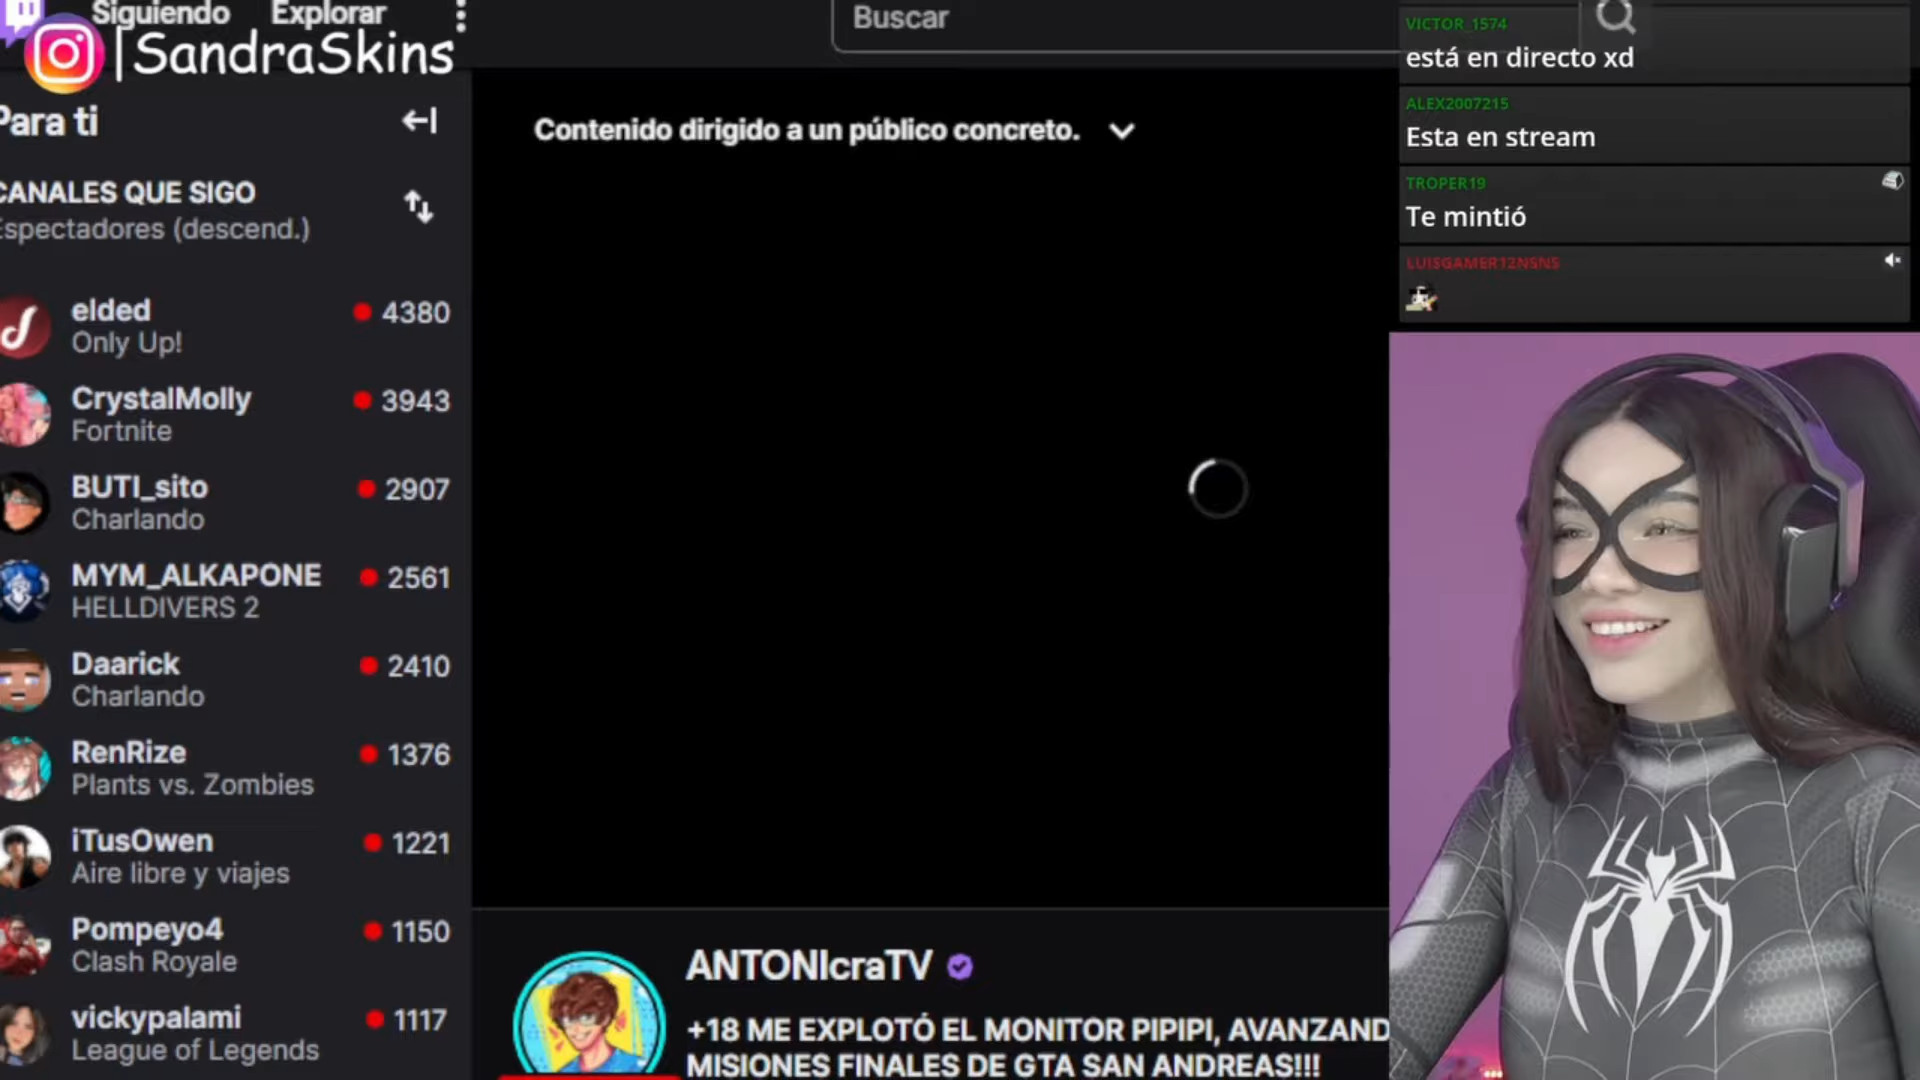 Siguiendo
Explorar
Buscar
|SandraSkins
Para ti
CANALES QUE SIGO
Espectadores (descend.)
elded
4380
Only Up!
CrystalMolly
3943
Fortnite
BUTI_sito
2907
Charlando
MYM_ALKAPONE
2561
HELLDIVERS 2
Daarick
2410
Charlando
RenRize
1376
Plants vs. Zombies
iTusOwen
1221
Aire libre y viajes
Pompeyo4
1150
Clash Royale
vickypalami
1117
League of Legends
Contenido dirigido a un público concreto.
ANTONIcraTV
+18 ME EXPLOTÓ EL MONITOR PIPIPI, AVANZAND
MISIONES FINALES DE GTA SAN ANDREAS!!!
VICTOR_1574
está en directo xd
ALEX2007215
Esta en stream
TROPER19
Te mintió
LUISGAMER12NSNS